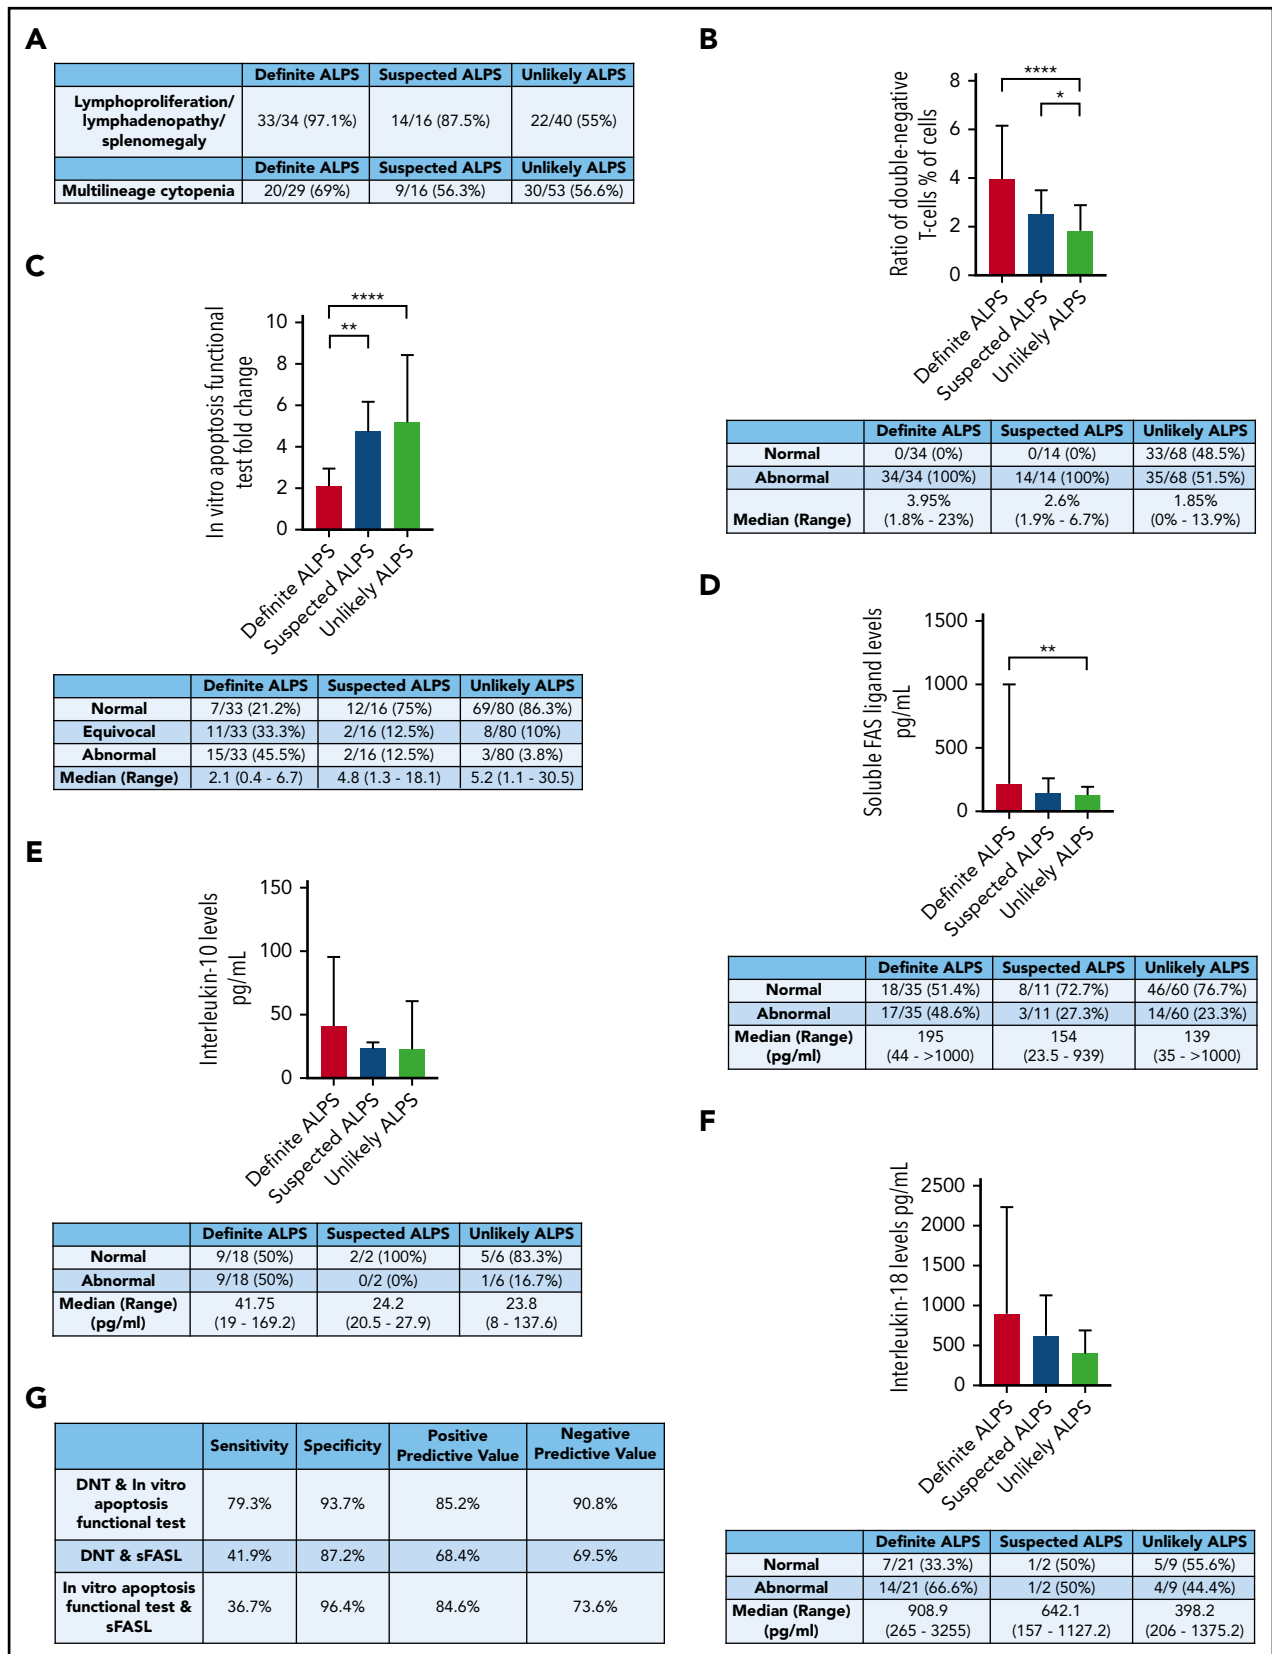 A
Definite ALPS Suspected ALPS Unlikely ALPS
Lymphoproliferation/
lymphadenopathy/
splenomegaly
33/34 (97.1%) 14/16 (87.5%) 22/40 (55%)
Definite ALPS Suspected ALPS Unlikely ALPS
Multilineage cytopenia 20/29 (69%) 9/16 (56.3%) 30/53 (56.6%)
B
Ratio of double-negative
T-cells % of cells
8
6
4
2
0
****
*
Definite ALPS
Suspected ALPS
Unlikely ALPS
Definite ALPS Suspected ALPS Unlikely ALPS
Normal 0/34 (0%) 0/14 (0%) 33/68 (48.5%)
Abnormal 34/34 (100%) 14/14 (100%) 35/68 (51.5%)
Median (Range) 3.95% 2.6% 1.85%
(1.8% - 23%) (1.9% - 6.7%) (0% - 13.9%)
C
In vitro apoptosis functional
test fold change
10
8
6
4
2
0
****
**
Definite ALPS
Suspected ALPS
Unlikely ALPS
Definite ALPS Suspected ALPS Unlikely ALPS
Normal 7/33 (21.2%) 12/16 (75%) 69/80 (86.3%)
Equivocal 11/33 (33.3%) 2/16 (12.5%) 8/80 (10%)
Abnormal 15/33 (45.5%) 2/16 (12.5%) 3/80 (3.8%)
Median (Range) 2.1 (0.4 - 6.7) 4.8 (1.3 - 18.1) 5.2 (1.1 - 30.5)
D
Soluble FAS ligand levels
pg/mL
1500
1000
500
0
**
Definite ALPS
Suspected ALPS
Unlikely ALPS
Definite ALPS Suspected ALPS Unlikely ALPS
Normal 18/35 (51.4%) 8/11 (72.7%) 46/60 (76.7%)
Abnormal 17/35 (48.6%) 3/11 (27.3%) 14/60 (23.3%)
Median (Range) 195 154 139
(pg/ml) (44 - >1000) (23.5 - 939) (35 - >1000)
E
Interleukin-10 levels
pg/mL
150
100
50
0
Definite ALPS
Suspected ALPS
Unlikely ALPS
Definite ALPS Suspected ALPS Unlikely ALPS
Normal 9/18 (50%) 2/2 (100%) 5/6 (83.3%)
Abnormal 9/18 (50%) 0/2 (0%) 1/6 (16.7%)
Median (Range) 41.75 24.2 23.8
(pg/ml) (19 - 169.2) (20.5 - 27.9) (8 - 137.6)
F
Interleukin-18 levels pg/mL
2500
2000
1500
1000
500
0
Definite ALPS
Suspected ALPS
Unlikely ALPS
Definite ALPS Suspected ALPS Unlikely ALPS
Normal 7/21 (33.3%) 1/2 (50%) 5/9 (55.6%)
Abnormal 14/21 (66.6%) 1/2 (50%) 4/9 (44.4%)
Median (Range) 908.9 642.1 398.2
(pg/ml) (265 - 3255) (157 - 1127.2) (206 - 1375.2)
G
Sensitivity Specificity Positive Predictive Value Negative Predictive Value
DNT & In vitro
apoptosis
functional test
79.3% 93.7% 85.2% 90.8%
DNT & sFASL 41.9% 87.2% 68.4% 69.5%
In vitro apoptosis
functional test &
sFASL
36.7% 96.4% 84.6% 73.6%